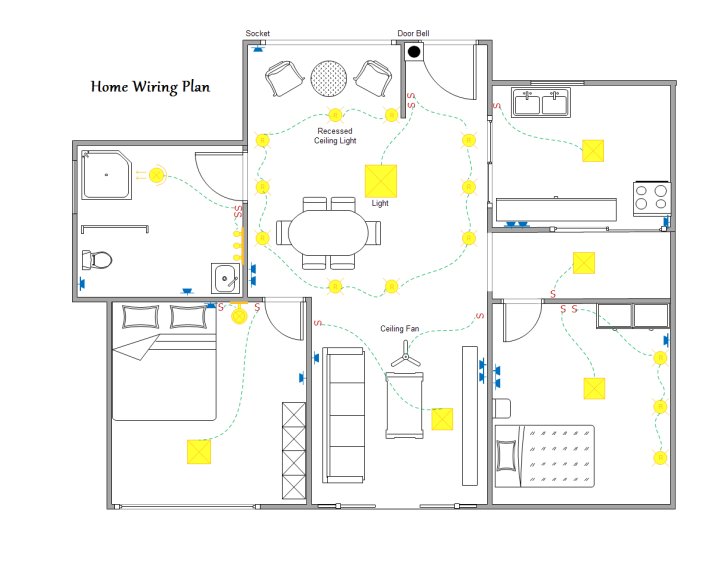 Socket
Door Bell
Home Wiring Plan
Recessed
Ceiling Light
Light
Ceiling Fan